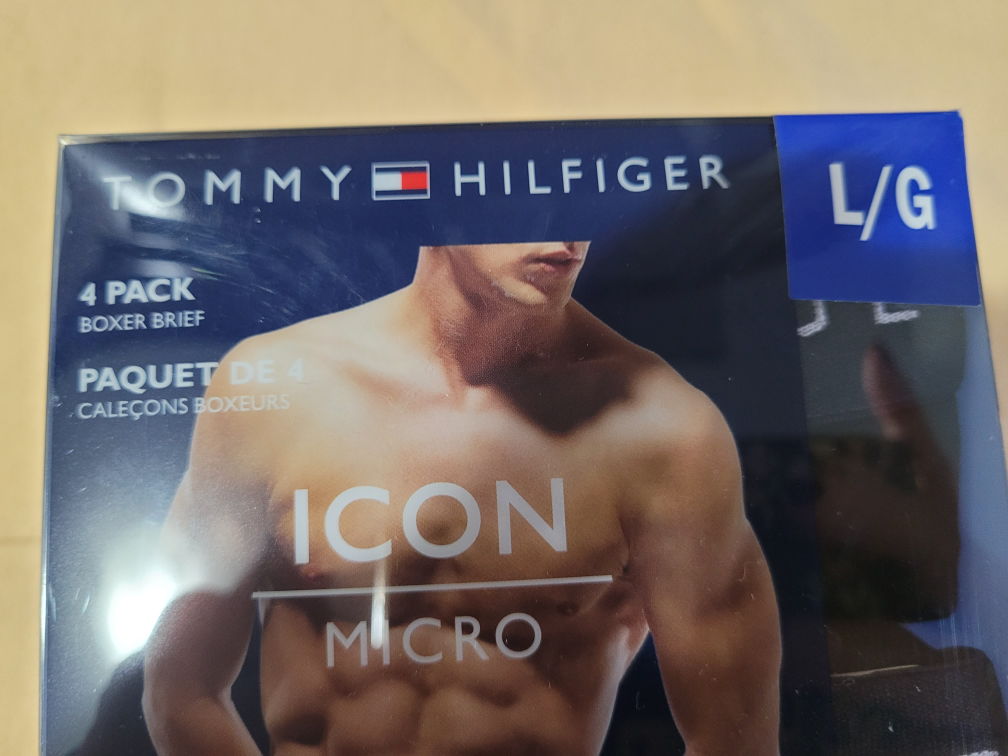 TOMMY HILFIGER
L/G
4 PACK
BOXER BRIEF
PAQUET DE 4
CALEÇONS BOXEURS
ICON
MICRO